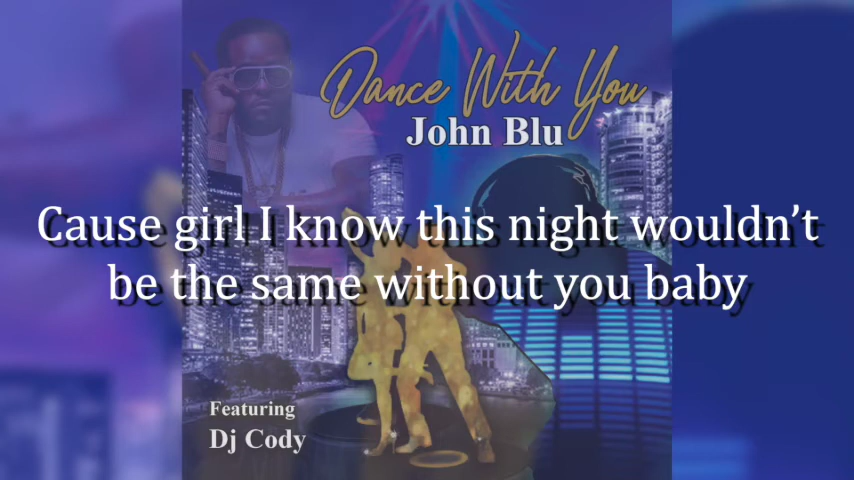 Dance With You
John Blu
Cause girl I know this night wouldn’t
be the same without you baby
Featuring
Dj Cody